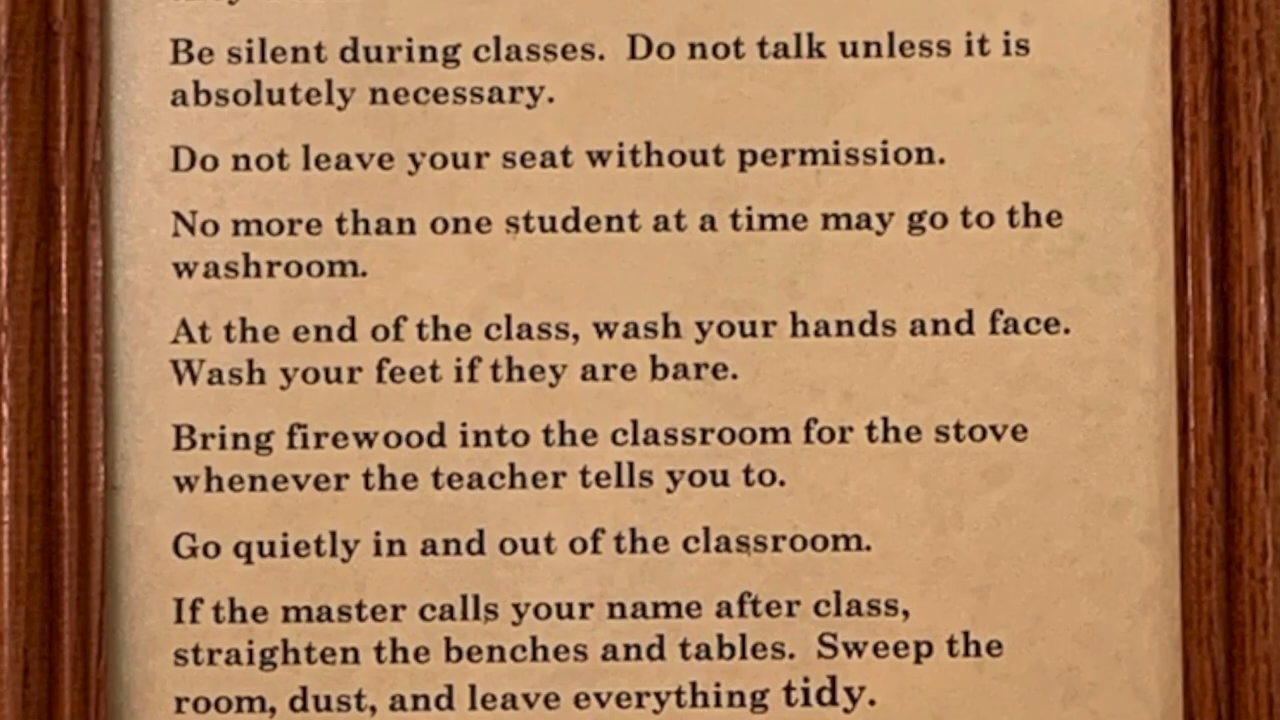 Be silent during classes.  Do not talk unless it is
absolutely necessary.
Do not leave your seat without permission.
No more than one student at a time may go to the
washroom.
At the end of the class, wash your hands and face.
Wash your feet if they are bare.
Bring firewood into the classroom for the stove
whenever the teacher tells you to.
Go quietly in and out of the classroom.
If the master calls your name after class,
straighten the benches and tables.  Sweep the
room, dust, and leave everything tidy.